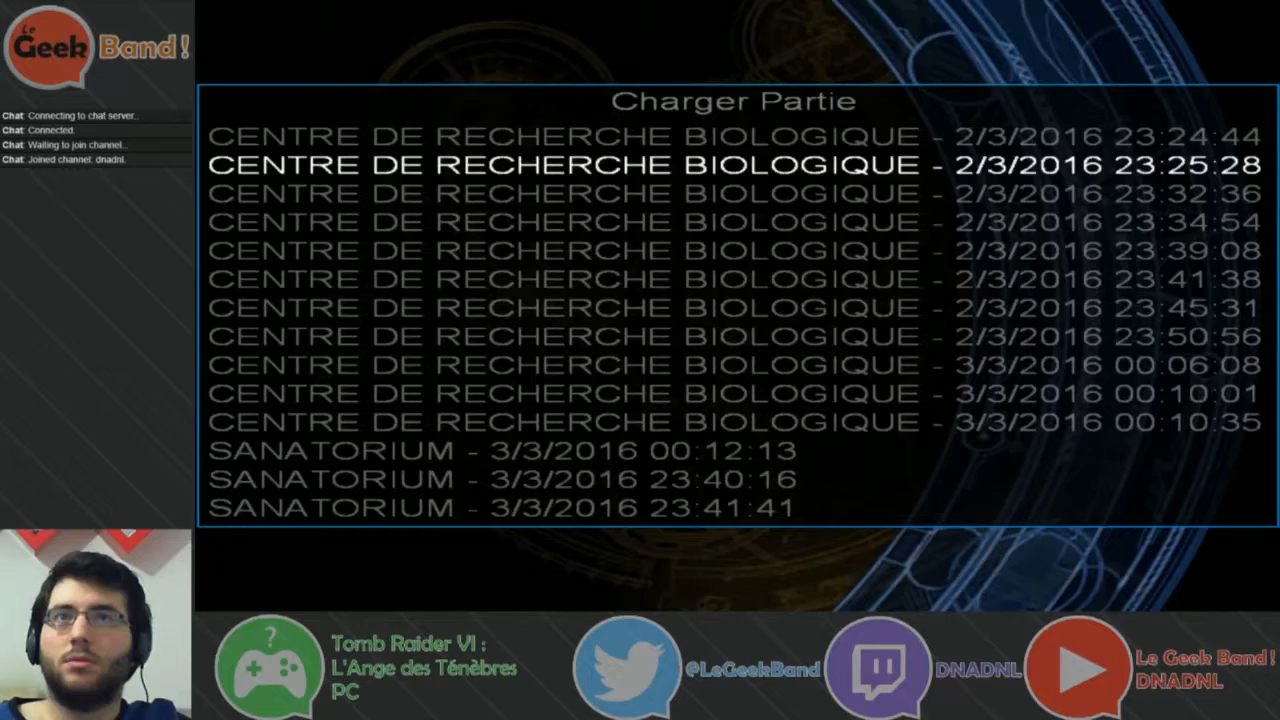 Le
Geek Band !
Chat: Connecting to chat server..
Chat: Connected.
Chat: Waiting to join channel...
Chat: Joined channel: dnadnl.
Charger Partie
CENTRE DE RECHERCHE BIOLOGIQUE - 2/3/2016 23:24:44
CENTRE DE RECHERCHE BIOLOGIQUE - 2/3/2016 23:25:28
CENTRE DE RECHERCHE BIOLOGIQUE - 2/3/2016 23:32:36
CENTRE DE RECHERCHE BIOLOGIQUE - 2/3/2016 23:34:54
CENTRE DE RECHERCHE BIOLOGIQUE - 2/3/2016 23:39:08
CENTRE DE RECHERCHE BIOLOGIQUE - 2/3/2016 23:41:38
CENTRE DE RECHERCHE BIOLOGIQUE - 2/3/2016 23:45:31
CENTRE DE RECHERCHE BIOLOGIQUE - 2/3/2016 23:50:56
CENTRE DE RECHERCHE BIOLOGIQUE - 3/3/2016 00:06:08
CENTRE DE RECHERCHE BIOLOGIQUE - 3/3/2016 00:10:01
CENTRE DE RECHERCHE BIOLOGIQUE - 3/3/2016 00:10:35
SANATORIUM - 3/3/2016 00:12:13
SANATORIUM - 3/3/2016 23:40:16
SANATORIUM - 3/3/2016 23:41:41
?
Tomb Raider VI :
L'Ange des Ténèbres
PC
@LeGeekBand
DNADNL
Le Geek Band !
DNADNL